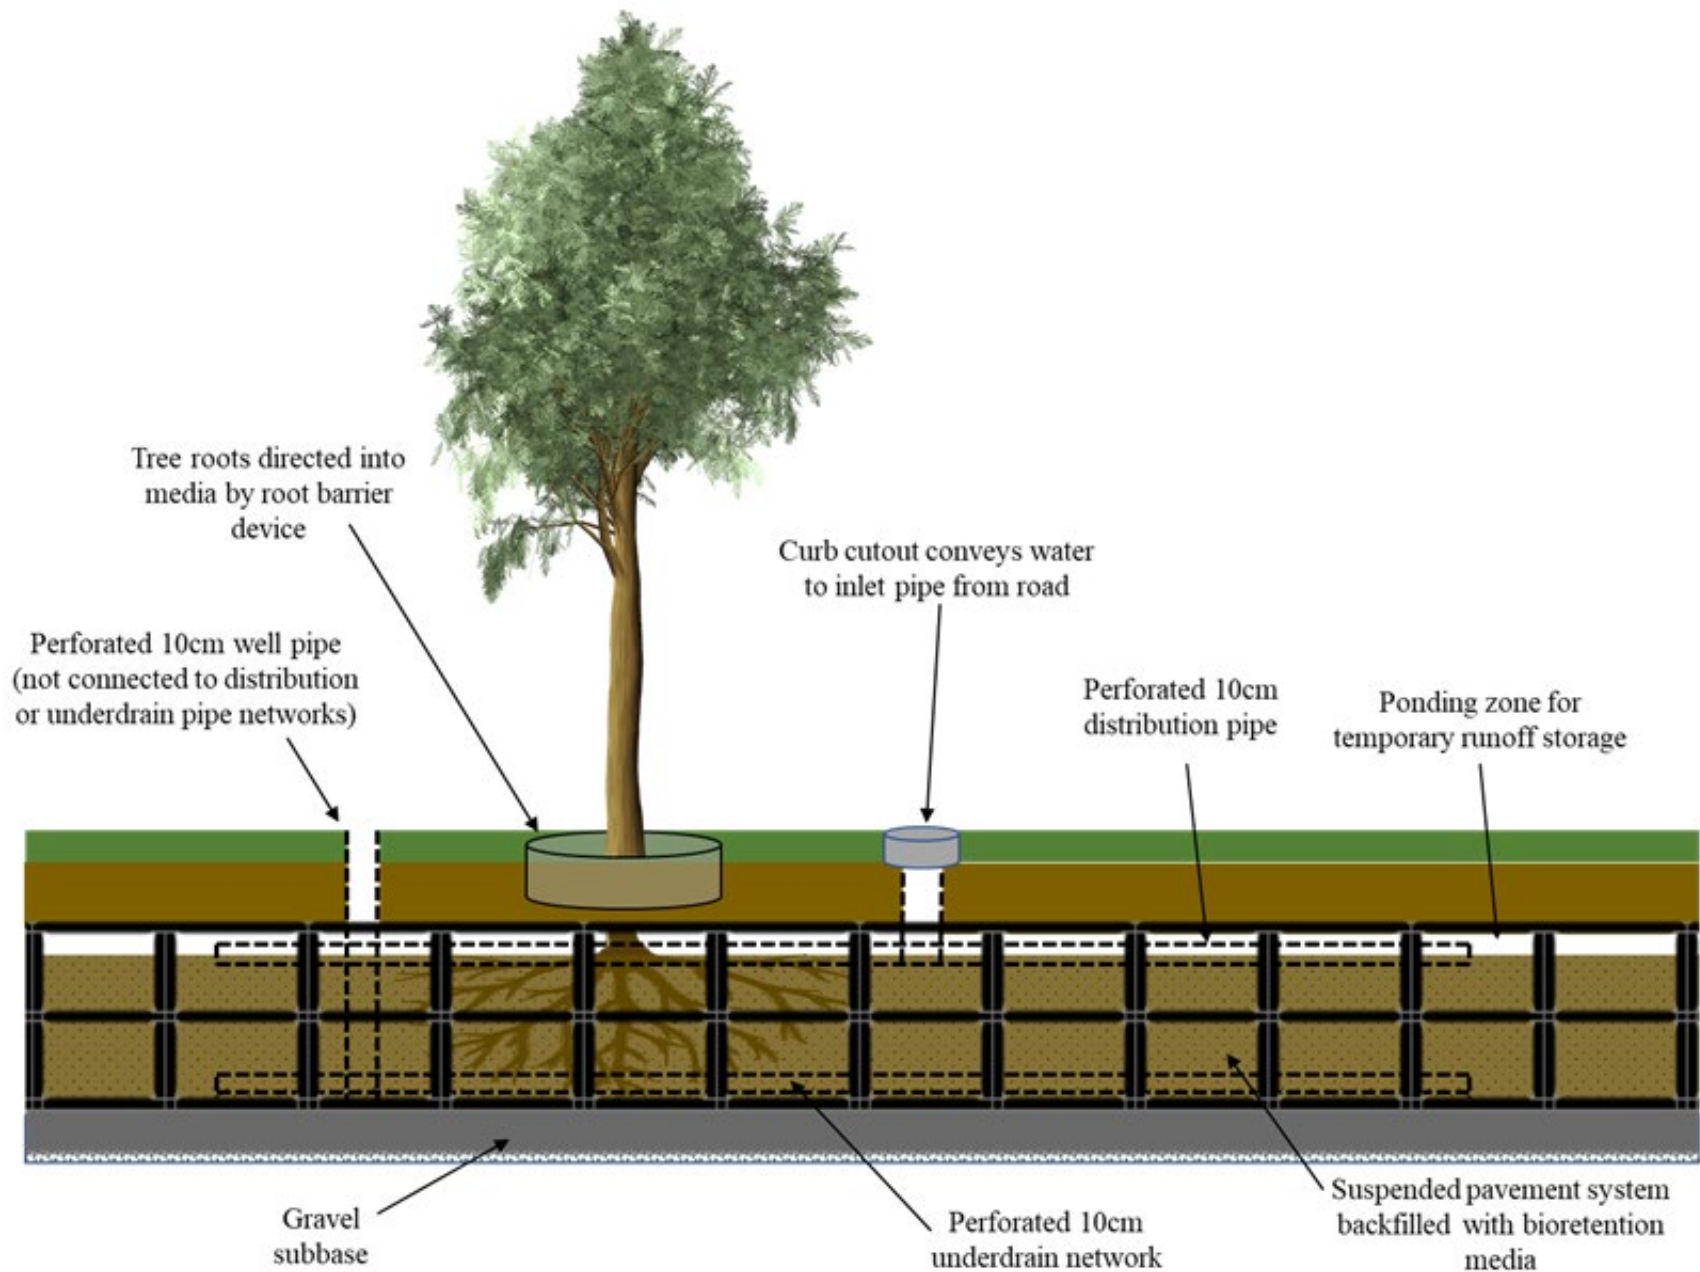 Tree roots directed into
media by root barrier
device
Curb cutout conveys water
to inlet pipe from road
Perforated 10cm well pipe
(not connected to distribution
or underdrain pipe networks)
Perforated 10cm
distribution pipe
Ponding zone for
temporary runoff storage
Gravel
subbase
Perforated 10cm
underdrain network
Suspended pavement system
backfilled with bioretention
media